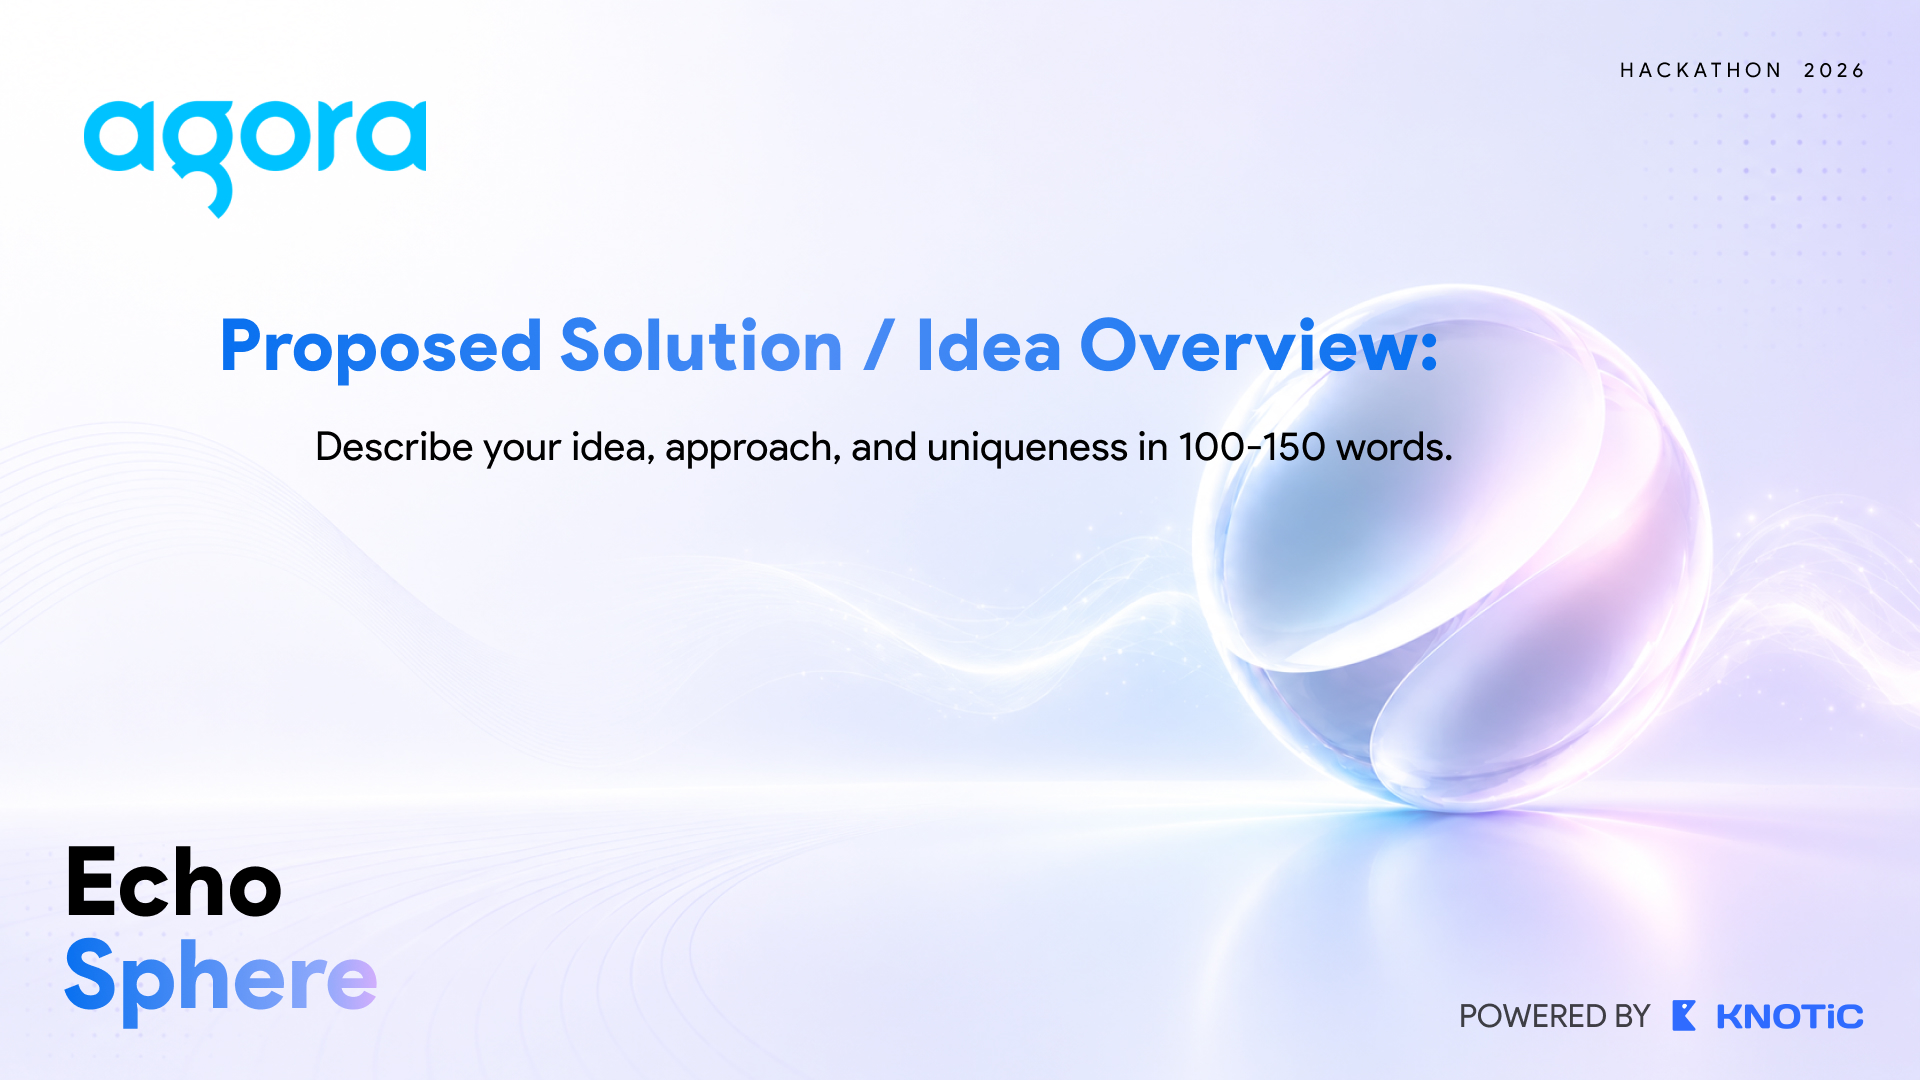 HACKATHON 2026
agora
Proposed Solution / Idea Overview:
Describe your idea, approach, and uniqueness in 100-150 words.
Echo
Sphere
POWERED BY KNOTiC